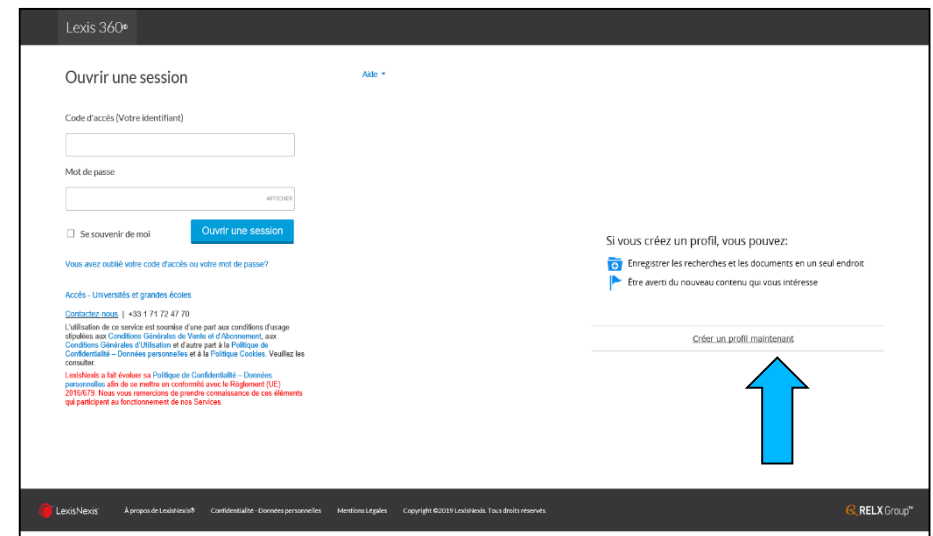 Lexis 360®
Ouvrir une session
Aide
Code d'accès (Votre identifiant)
Mot de passe
AFFICHER
Se souvenir de moi
Ouvrir une session
Vous avez oublié votre code d'accès ou votre mot de passe?
Accès - Universités et grandes écoles
Contactez-nous | +33 1 71 72 47 70
L'utilisation de ce service est soumise d'une part aux conditions d'usage
stipulées aux Conditions Générales de Vente et d'Abonnement, aux
Conditions Générales d'Utilisation et d'autre part à la Politique de
Confidentialité – Données personnelles et à la Politique Cookies. Veuillez les
consulter.
LexisNexis a fait évoluer sa Politique de Confidentialité – Données
personnelles afin de se mettre en conformité avec le Règlement (UE)
2016/679. Nous vous remercions de prendre connaissance de ces éléments
qui participent au fonctionnement de nos Services.
Si vous créez un profil, vous pouvez:
Enregistrer les recherches et les documents en un seul endroit
Être averti du nouveau contenu qui vous intéresse
Créer un profil maintenant
LexisNexis®
À propos de LexisNexis®
Confidentialité - Données personnelles
Mentions Légales
Copyright ©2019 LexisNexis. Tous droits réservés.
RELX Group™